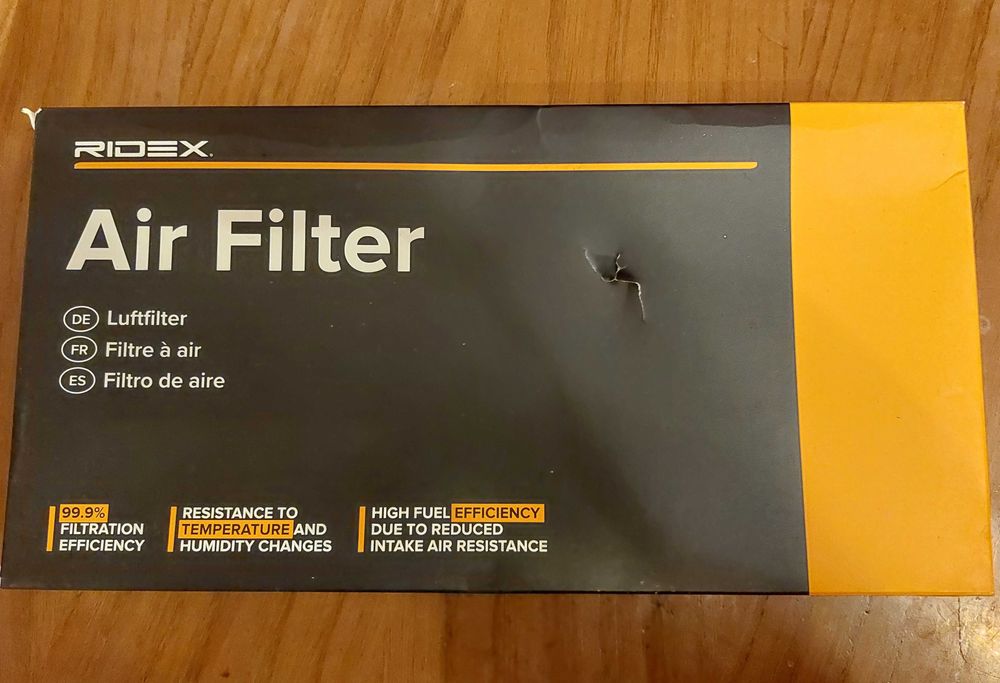 RIDEX
Air Filter
DE Luftfilter
FR Filtre à air
ES Filtro de aire
99.9%
FILTRATION
EFFICIENCY
RESISTANCE TO
TEMPERATURE AND
HUMIDITY CHANGES
HIGH FUEL EFFICIENCY
DUE TO REDUCED
INTAKE AIR RESISTANCE